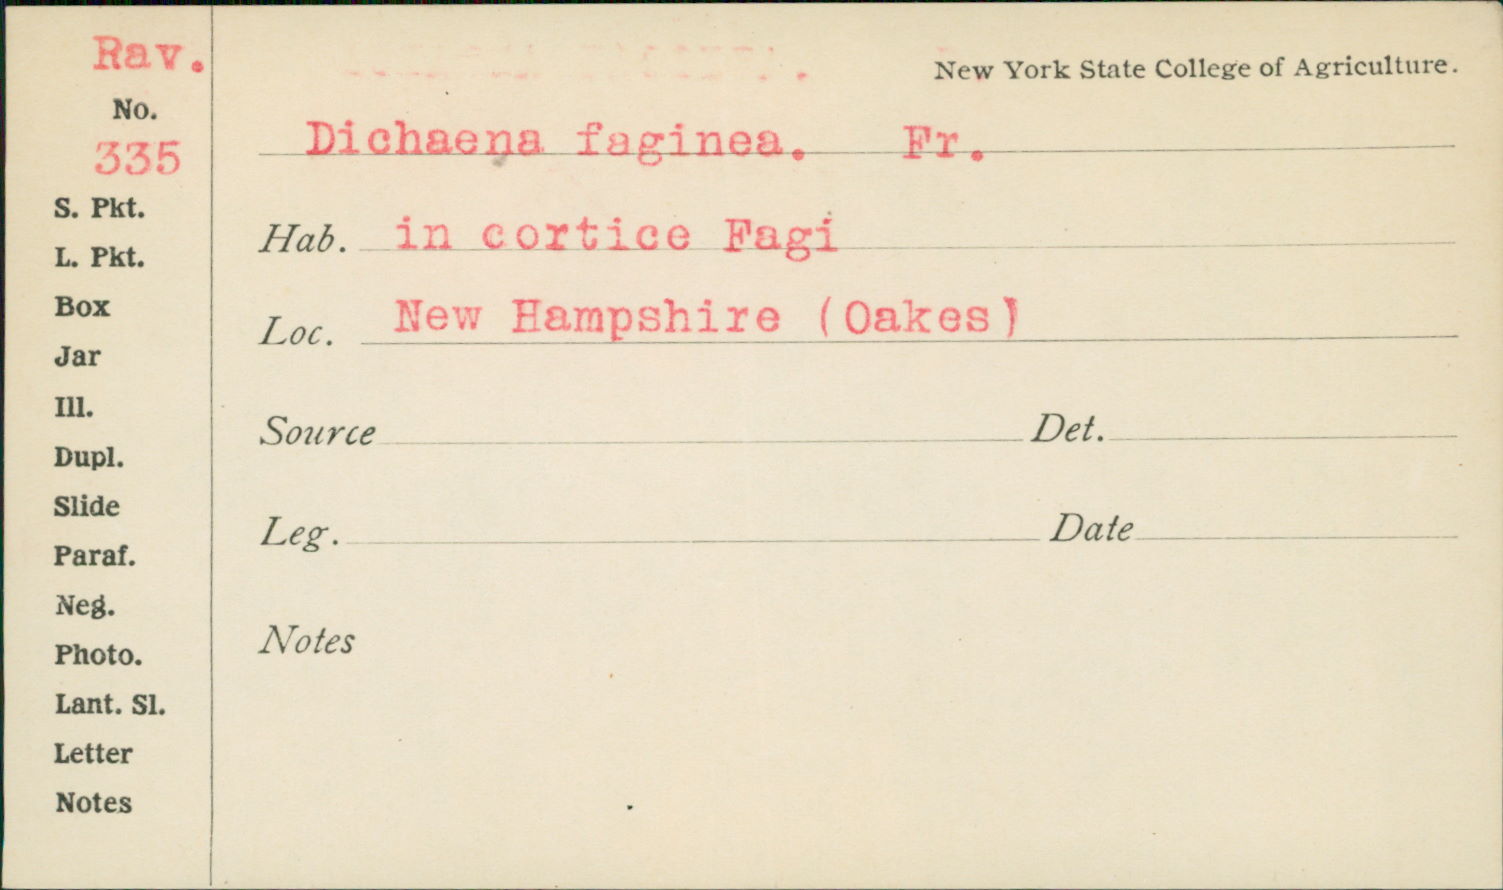 Rav.
No.
335
S. Pkt.
L. Pkt.
Box
Jar
Ill.
Dupl.
Slide
Paraf.
Neg.
Photo.
Lant. Sl.
Letter
Notes
New York State College of Agriculture.
Dichaena faginea. Fr.
Hab. in cortice Fagi
Loc. New Hampshire (Oakes)
Source Det.
Leg. Date
Notes